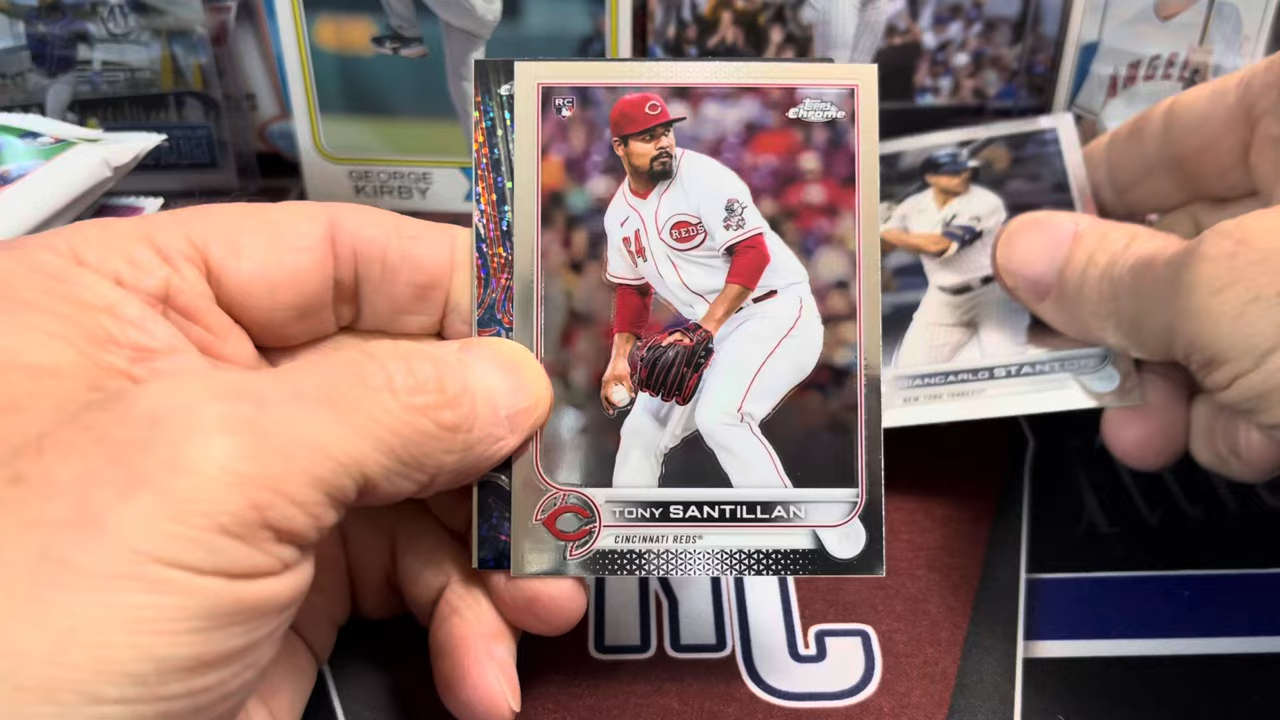 GEORGE
KIRBY
ANGELS
RC
Topps
Chrome
REDS
TONY SANTILLAN
CINCINNATI REDS®
GIANCARLO STANTON
NEW YORK YANKEES®